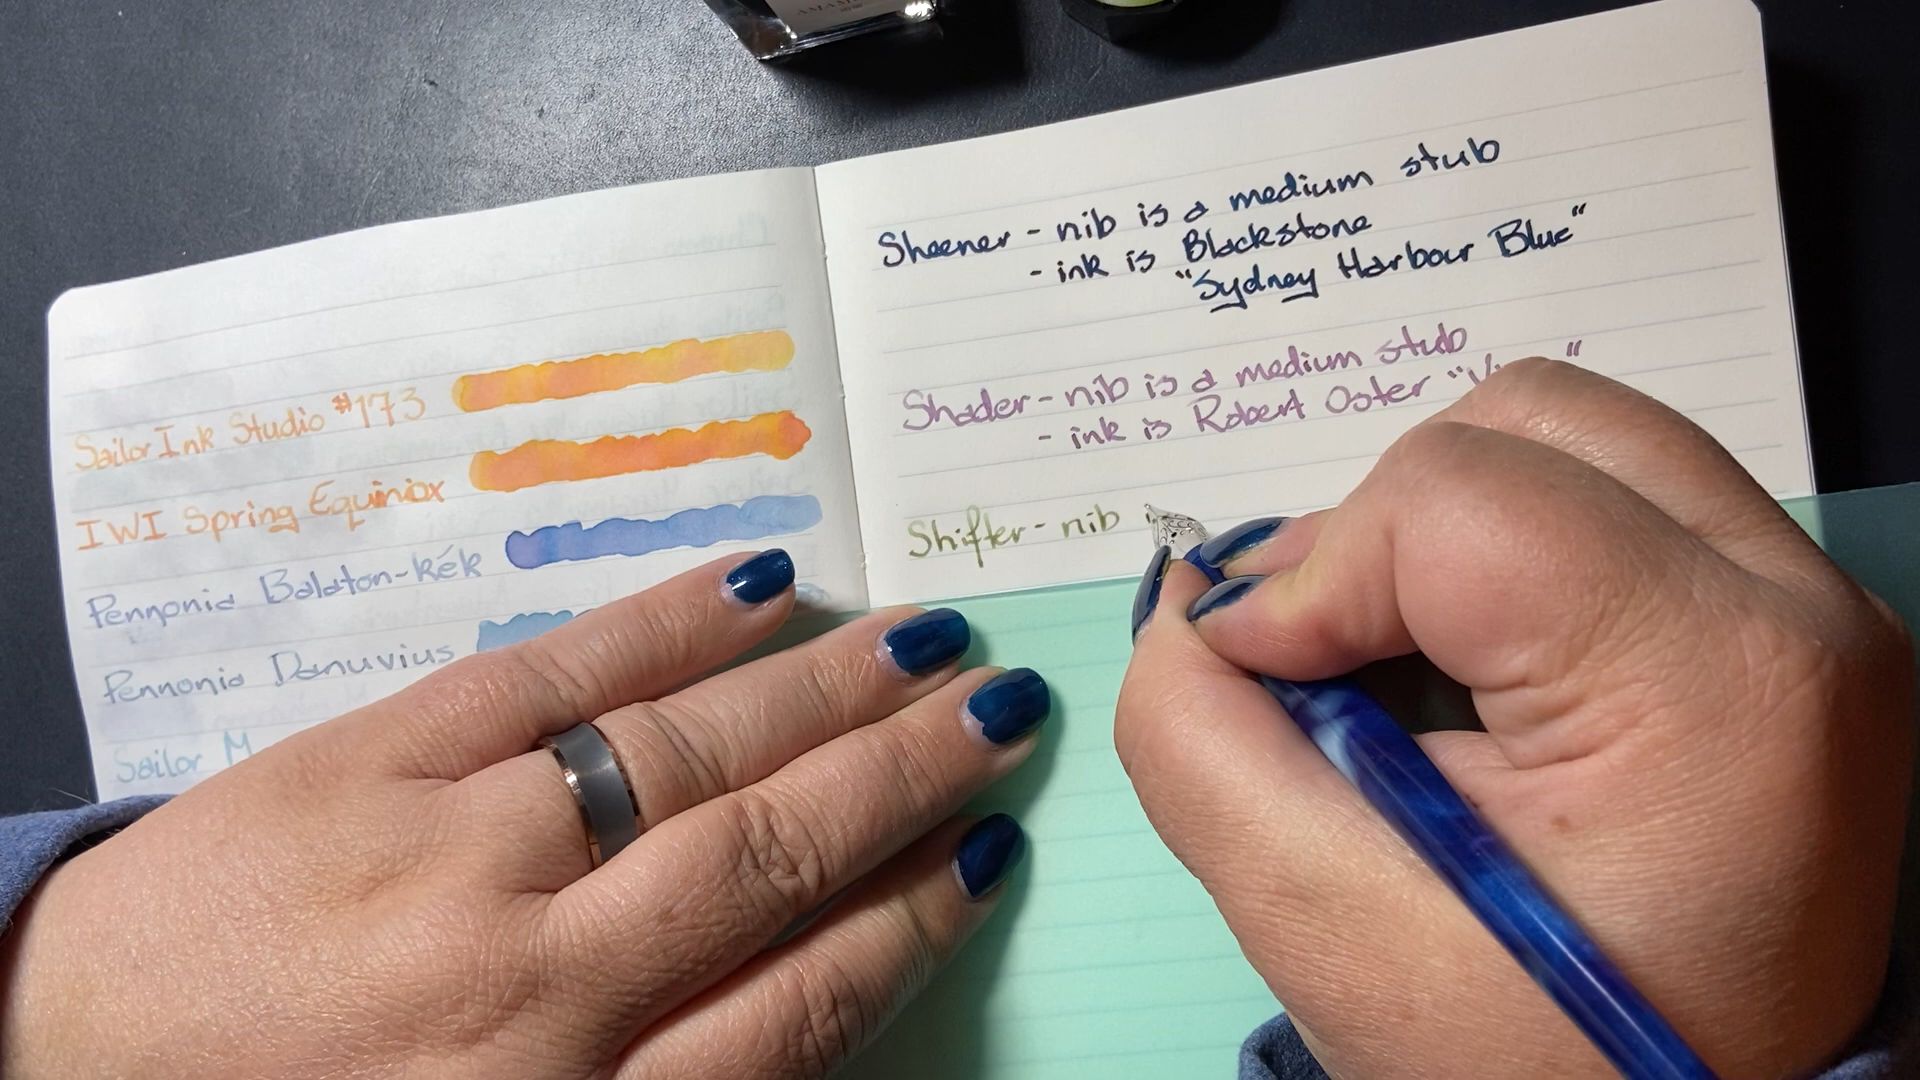 Sailor Ink Studio #173
IWI Spring Equinox
Pennonia Balaton-kék
Pennonia Danuvius
Sailor
Sheener - nib is a medium stub
- ink is Blackstone
"Sydney Harbour Blue"
Shader - nib is a medium stub
- ink is Robert Oster "
Shifter - nib